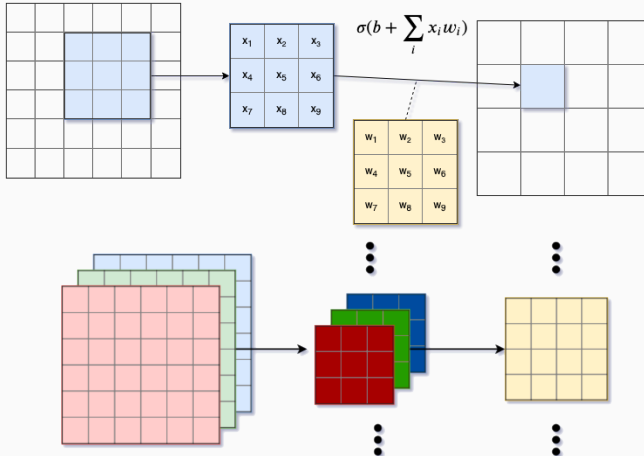 σ(b + ∑ᵢ xᵢwᵢ)
x₁ x₂ x₃
x₄ x₅ x₆
x₇ x₈ x₉
w₁ w₂ w₃
w₄ w₅ w₆
w₇ w₈ w₉